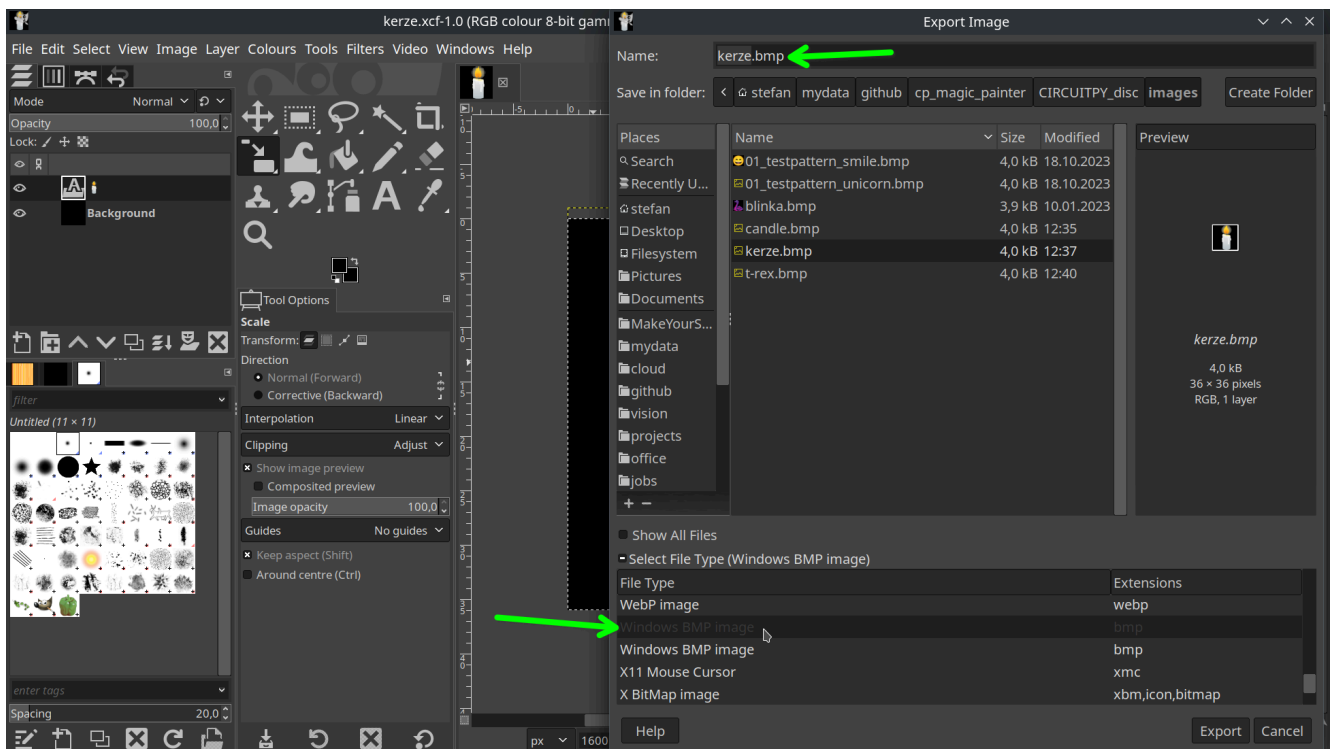 kerze.xcf-1.0 (RGB colour 8-bit gam
File Edit Select View Image Layer Colours Tools Filters Video Windows Help
Mode Normal
Opacity 100,0
Lock:
Background
filter
Untitled (11 × 11)
enter tags
Spacing 20,0
Tool Options
Scale
Transform:
Direction
Normal (Forward)
Corrective (Backward)
Interpolation Linear
Clipping Adjust
Show image preview
Composited preview
Image opacity 100,0
Guides No guides
Keep aspect (Shift)
Around centre (Ctrl)
px 1600
Export Image
Name: kerze.bmp
Save in folder: stefan mydata github cp_magic_painter CIRCUITPY_disc images Create Folder
Places
Search
Recently U...
stefan
Desktop
Filesystem
Pictures
Documents
MakeYourS...
mydata
cloud
github
vision
projects
office
jobs
Name Size Modified
01_testpattern_smile.bmp 4,0 kB 18.10.2023
01_testpattern_unicorn.bmp 4,0 kB 18.10.2023
blinka.bmp 3,9 kB 10.01.2023
candle.bmp 4,0 kB 12:35
kerze.bmp 4,0 kB 12:37
t-rex.bmp 4,0 kB 12:40
Preview
kerze.bmp
4,0 kB
36 × 36 pixels
RGB, 1 layer
Show All Files
Select File Type (Windows BMP image)
File Type Extensions
WebP image webp
Windows BMP image bmp
Windows BMP image bmp
X11 Mouse Cursor xmc
X BitMap image xbm,icon,bitmap
Help Export Cancel